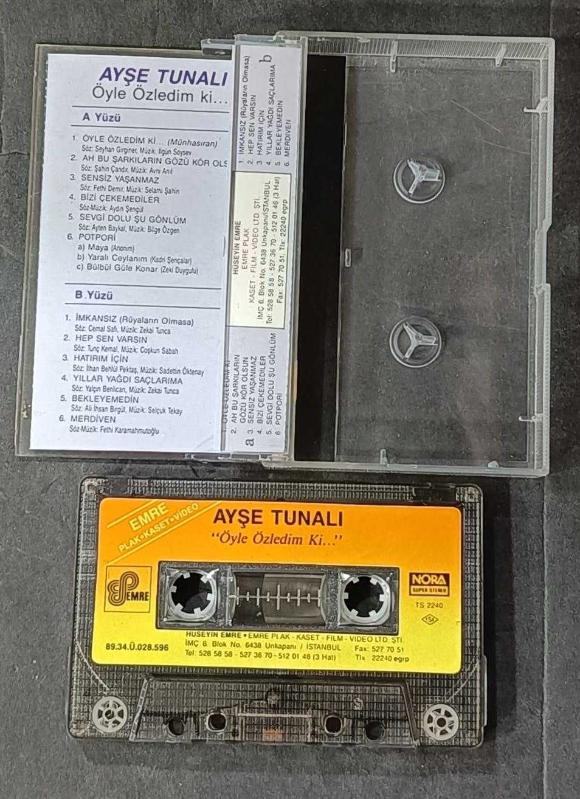 AYŞE TUNALI
Öyle Özledim ki...
A Yüzü
1. ÖYLE ÖZLEDİM Kİ... (Münhasıran)
Söz: Seyhan Girginer, Müzik: Ilgun Soysev
2. AH BU ŞARKILARIN GÖZÜ KÖR OLS
Söz: Şahin Çandır, Müzik: Avni Anıl
3. SENSİZ YAŞANMAZ
Söz: Fethi Demir, Müzik: Selami Şahin
4. BİZİ ÇEKEMEDİLER
Söz-Müzik: Aydın Şengül
5. SEVGİ DOLU ŞU GÖNLÜM
Söz: Ayten Baykal, Müzik: Bilge Özgen
6. POTPORİ
a) Maya (Anonim)
b) Yaralı Ceylanım (Kadri Şençalar)
c) Bülbül Güle Konar (Zeki Duygulu)
B Yüzü
1. İMKANSIZ (Rüyaların Olmasa)
Söz: Cemal Safi, Müzik: Zekai Tunca
2. HEP SEN VARSIN
Söz: Tunç Kemal, Müzik: Coşkun Sabah
3. HATIRIM İÇİN
Söz: İlhan Behlül Pektaş, Müzik: Sadettin Öktenay
4. YILLAR YAĞDI SAÇLARIMA
Söz: Yalçın Benlican, Müzik: Zekai Tunca
5. BEKLEYEMEDİN
Söz: Ali İhsan Birgül, Müzik: Selçuk Tekay
6. MERDİVEN
Söz-Müzik: Fethi Karamahmutoğlu
b
1. İMKANSIZ (Rüyaların Olmasa)
2. HEP SEN VARSIN
3. HATIRIM İÇİN
4. YILLAR YAĞDI SAÇLARIMA
5. BEKLEYEMEDİN
6. MERDİVEN
HÜSEYİN EMRE
EMRE PLAK
KASET - FİLM - VİDEO LTD. ŞTİ.
İMÇ 6. Blok No. 6438 Unkapanı/İSTANBUL
Tel: 528 58 58 - 527 36 70 - 512 01 46 (3 Hat)
Fax: 527 70 51, Tlx: 22240 egrp
a
1. ÖYLE ÖZLEDİM Kİ
2. AH BU ŞARKILARIN
GÖZÜ KÖR OLSUN
3. SENSİZ YAŞANMAZ
4. BİZİ ÇEKEMEDİLER
5. SEVGİ DOLU ŞU GÖNLÜM
6. POTPORİ
EMRE
PLAK•KASET•VİDEO
AYŞE TUNALI
"Öyle Özledim Ki..."
EMRE
NORA
SUPER STEREO
TS 2240
89.34.Ü.028.596
HÜSEYİN EMRE • EMRE PLAK - KASET - FİLM - VİDEO LTD. ŞTİ.
İMÇ 6. Blok No. 6438 Unkapanı / İSTANBUL Fax: 527 70 51
Tel: 528 58 58 - 527 36 70 - 512 01 46 (3 Hat) Tlx: 22240 egrp